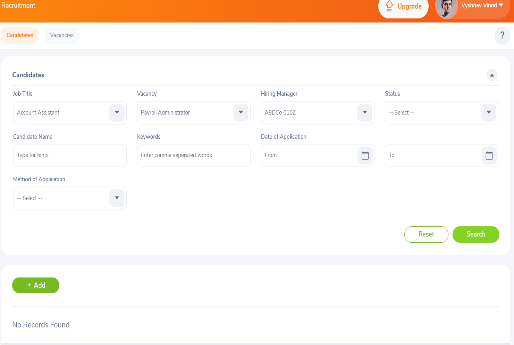 Recruitment
Upgrade
Vyshnav Vinod
Candidates
Vacancies
?
Candidates
Job Title
Vacancy
Hiring Manager
Status
Account Assistant
Payroll Administrator
-- Select --
Candidate Name
Keywords
Date of Application
Type for hints
Enter comma seperated words
From
To
Method of Application
-- Select --
Reset
Search
+ Add
No Records Found